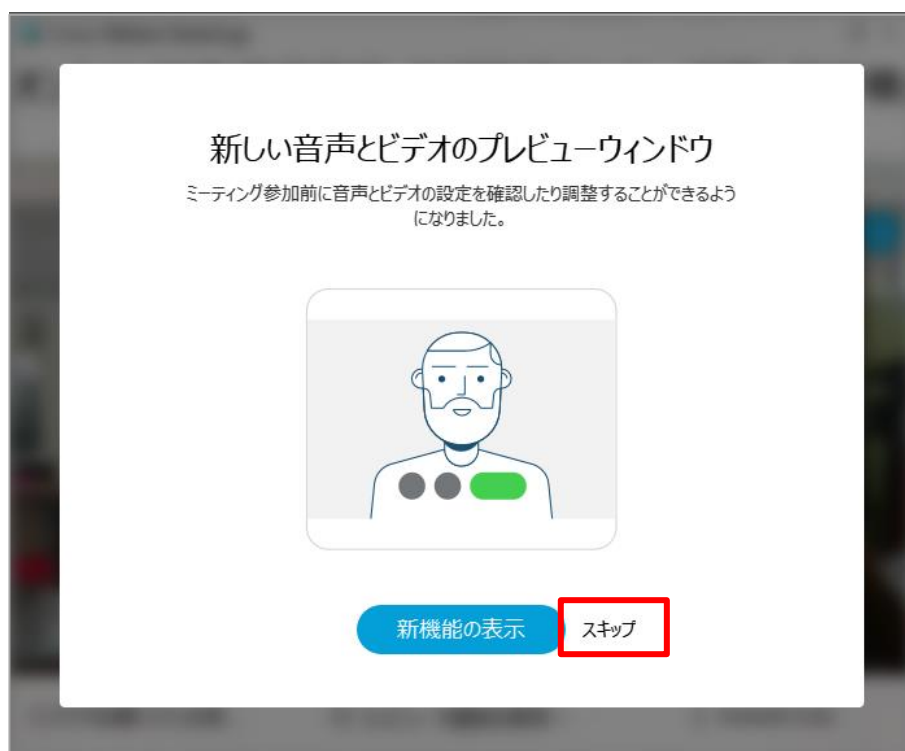 新しい音声とビデオのプレビューウィンドウ
ミーティング参加前に音声とビデオの設定を確認したり調整することができるよう
になりました。
新機能の表示
スキップ